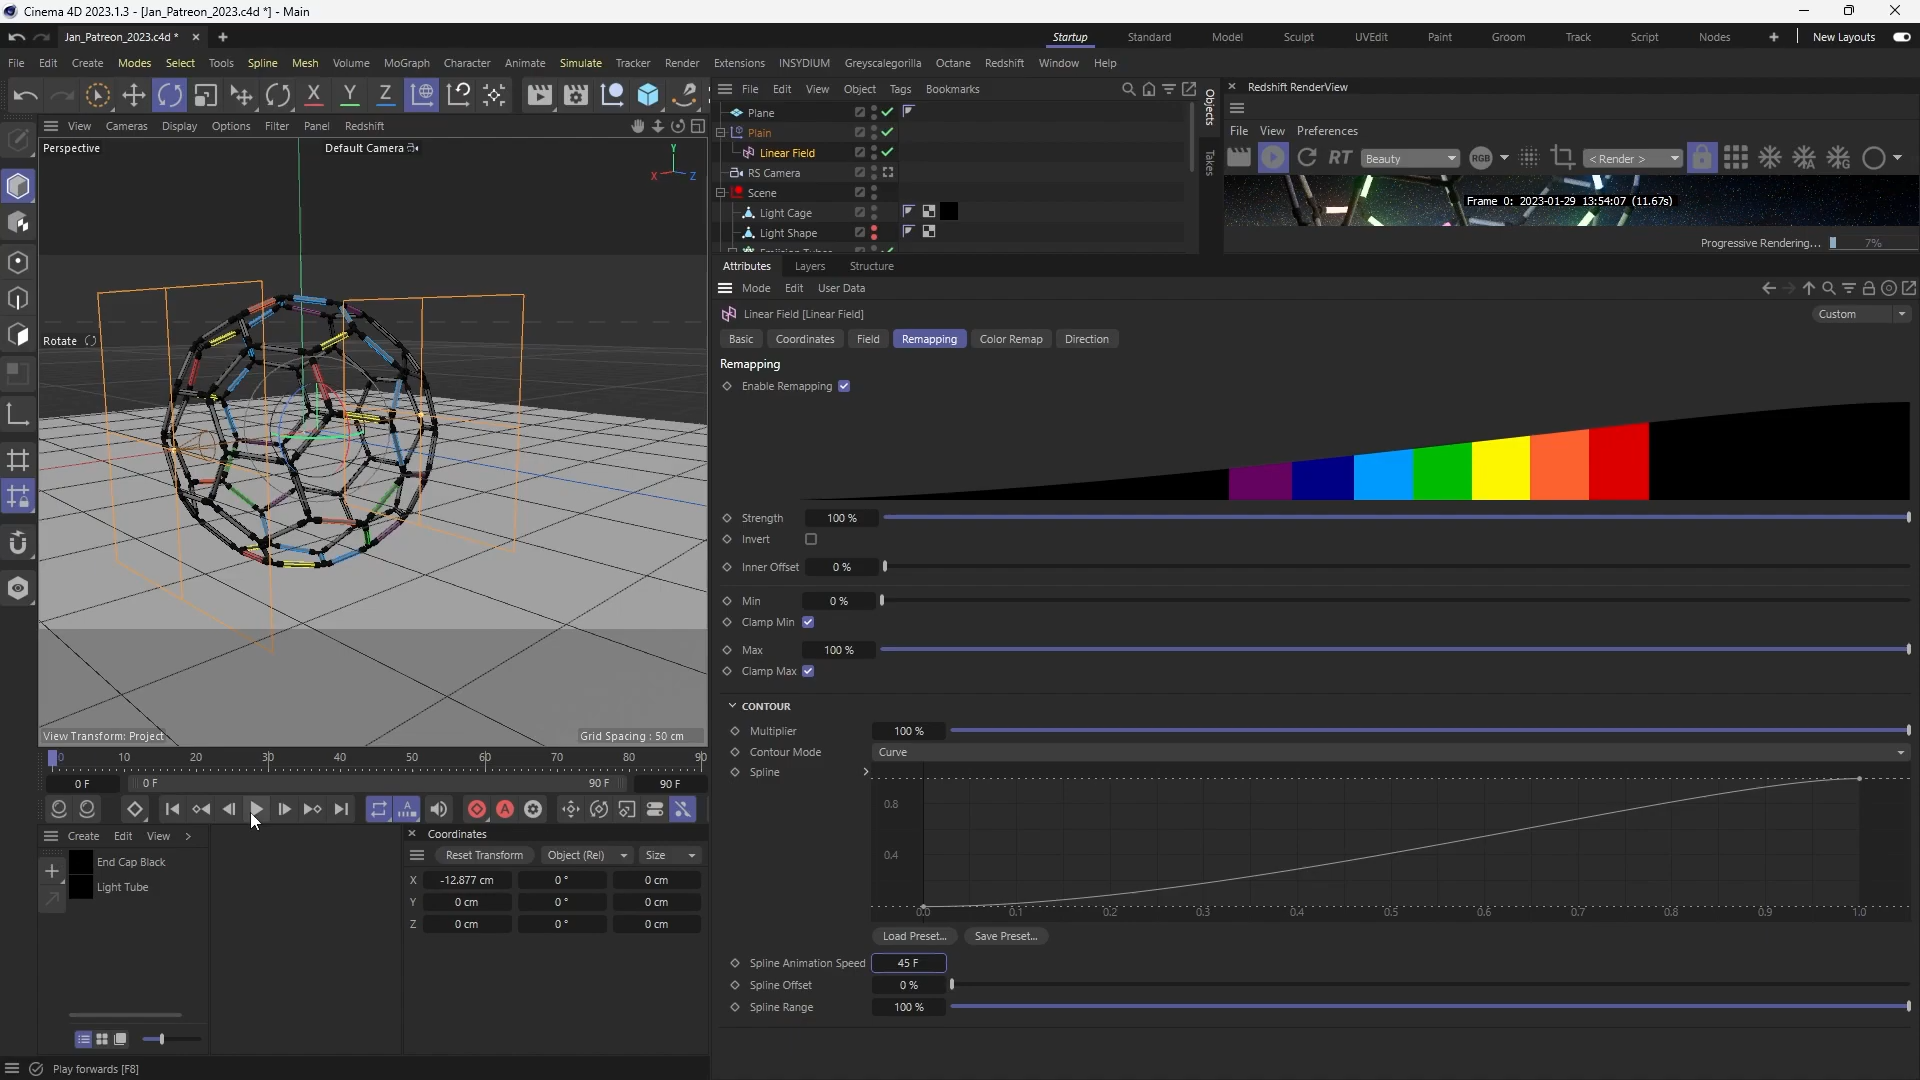 Cinema 4D 2023.1.3 - [Jan_Patreon_2023.c4d *] - Main
Jan_Patreon_2023.c4d *
Startup Standard Model Sculpt UVEdit Paint Groom Track Script Nodes New Layouts
File Edit Create Modes Select Tools Spline Mesh Volume MoGraph Character Animate Simulate Tracker Render Extensions INSYDIUM Greyscalegorilla Octane Redshift Window Help
X Y Z
File Edit View Object Tags Bookmarks
Redshift RenderView
View Cameras Display Options Filter Panel Redshift
Perspective
Default Camera
Y
X Z
Rotate
View Transform: Project
Grid Spacing : 50 cm
Plane
Plain
Linear Field
RS Camera
Scene
Light Cage
Light Shape
Objects
Takes
File View Preferences
RT Beauty RGB < Render >
Frame 0: 2023-01-29 13:54:07 (11.67s)
Progressive Rendering... 7%
Attributes Layers Structure
Mode Edit User Data
Linear Field [Linear Field]
Custom
Basic Coordinates Field Remapping Color Remap Direction
Remapping
Enable Remapping
Strength 100 %
Invert
Inner Offset 0 %
Min 0 %
Clamp Min
Max 100 %
Clamp Max
CONTOUR
Multiplier 100 %
Contour Mode Curve
Spline
0.8
0.4
0.0 0.1 0.2 0.3 0.4 0.5 0.6 0.7 0.8 0.9 1.0
Load Preset... Save Preset...
Spline Animation Speed 45 F
Spline Offset 0 %
Spline Range 100 %
0 10 20 30 40 50 60 70 80 90
0 F 0 F 90 F 90 F
Create Edit View
End Cap Black
Light Tube
Coordinates
Reset Transform Object (Rel) Size
X -12.877 cm 0 ° 0 cm
Y 0 cm 0 ° 0 cm
Z 0 cm 0 ° 0 cm
Play forwards [F8]